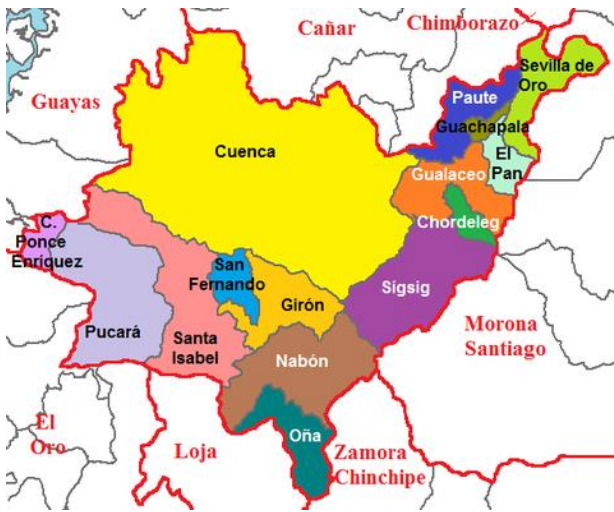 Cañar
Chimborazo
Sevilla de
Oro
Guayas
Paute
Guachapala
Cuenca
El
Pan
Gualaceo
C.
Ponce
Enríquez
Chordeleg
San
Fernando
Girón
Sígsig
Pucará
Santa
Isabel
Morona
Santiago
Nabón
El
Oro
Loja
Oña
Zamora
Chinchipe